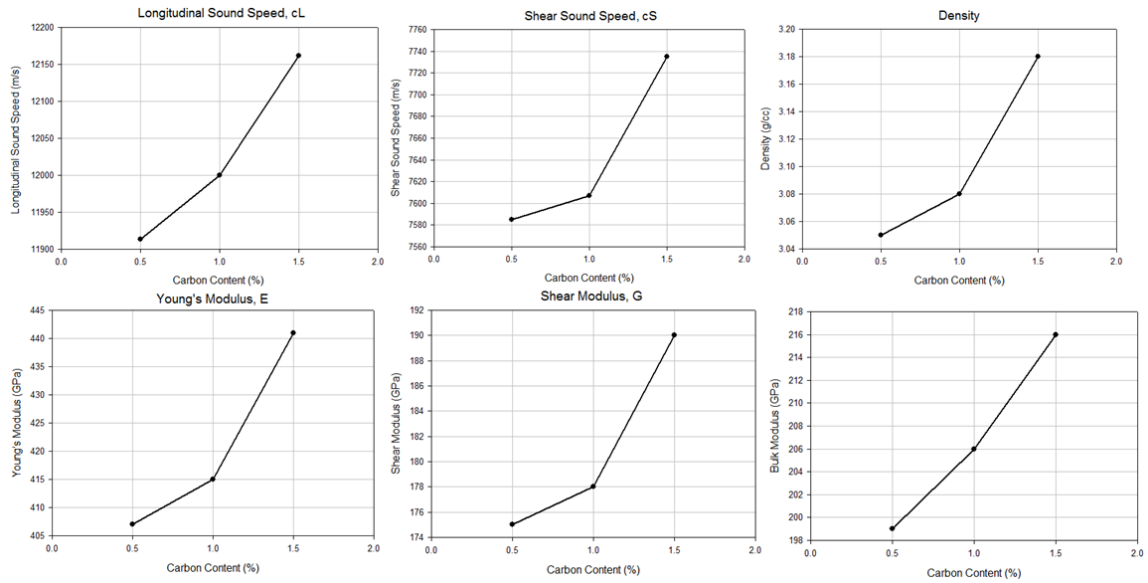 Longitudinal Sound Speed, cL
Longitudinal Sound Speed (m/s)
12200
12150
12100
12050
12000
11950
11900
0.0 0.5 1.0 1.5 2.0
Carbon Content (%)
Shear Sound Speed, cS
Shear Sound Speed (m/s)
7760
7740
7720
7700
7680
7660
7640
7620
7600
7580
7560
0.0 0.5 1.0 1.5 2.0
Carbon Content (%)
Density
Density (g/cc)
3.20
3.18
3.16
3.14
3.12
3.10
3.08
3.06
3.04
0.0 0.5 1.0 1.5 2.0
Carbon Content (%)
Young's Modulus, E
Young's Modulus (GPa)
445
440
435
430
425
420
415
410
405
0.0 0.5 1.0 1.5 2.0
Carbon Content (%)
Shear Modulus, G
Shear Modulus (GPa)
192
190
188
186
184
182
180
178
176
174
0.0 0.5 1.0 1.5 2.0
Carbon Content (%)
Bulk Modulus (GPa)
218
216
214
212
210
208
206
204
202
200
198
0.0 0.5 1.0 1.5 2.0
Carbon Content (%)